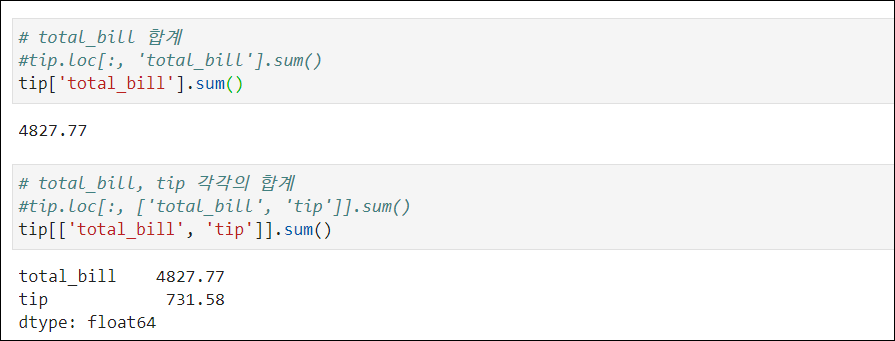 # total_bill 합계
#tip.loc[:, 'total_bill'].sum()
tip['total_bill'].sum()
4827.77
# total_bill, tip 각각의 합계
#tip.loc[:, ['total_bill', 'tip']].sum()
tip[['total_bill', 'tip']].sum()
total_bill    4827.77
tip            731.58
dtype: float64